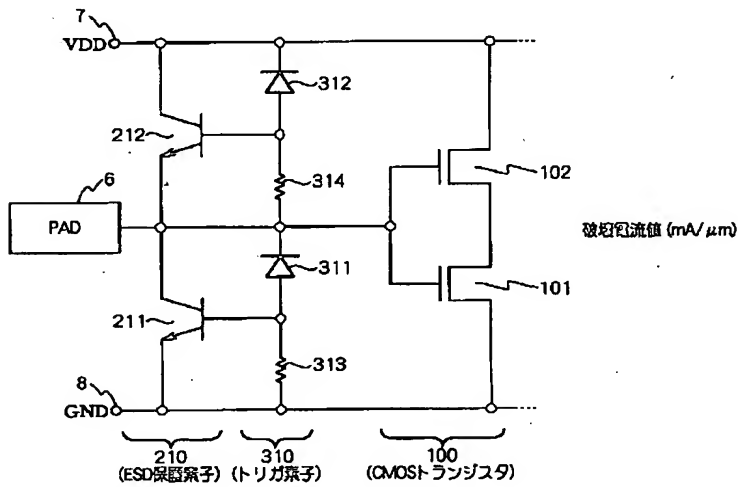 7
VDD
312
212
314
6
PAD
102
破壊電流値 (mA/μm)
311
101
211
313
8
GND
210
(ESD保護素子)
310
(トリガ素子)
100
(CMOSトランジスタ)